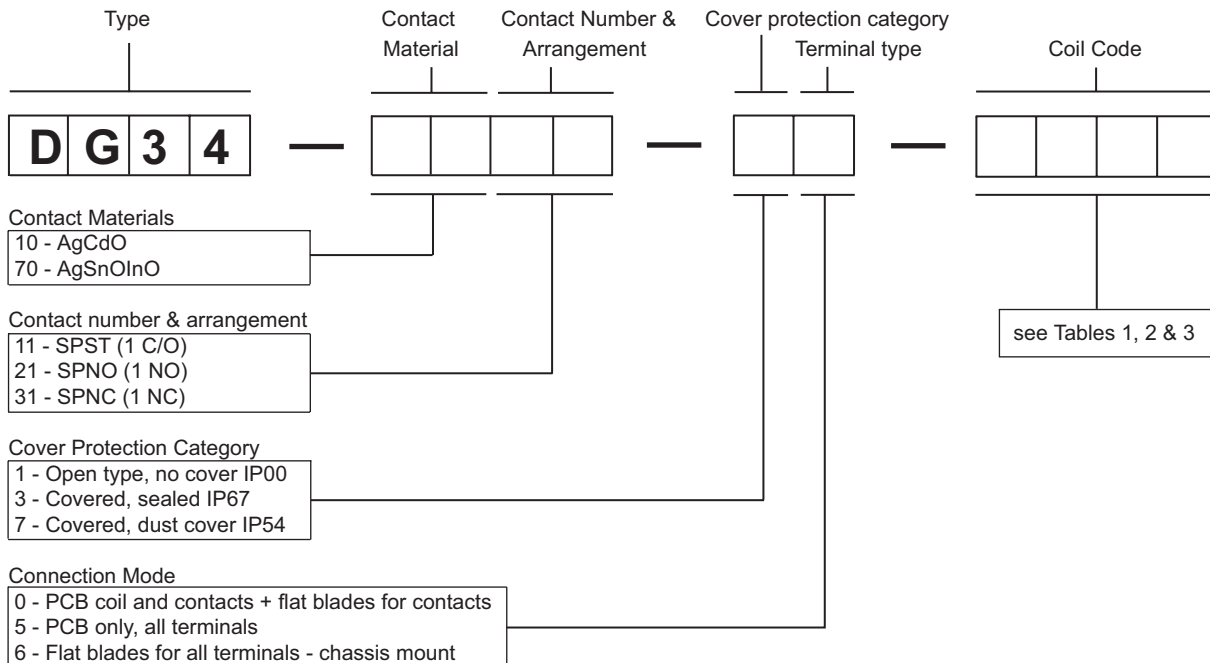 Type
Contact Material
Contact Number & Arrangement
Cover protection category
Terminal type
Coil Code
DG34 — —  —
Contact Materials
10 - AgCdO
70 - AgSnOInO
Contact number & arrangement
11 - SPST (1 C/O)
21 - SPNO (1 NO)
31 - SPNC (1 NC)
see Tables 1, 2 & 3
Cover Protection Category
1 - Open type, no cover IP00
3 - Covered, sealed IP67
7 - Covered, dust cover IP54
Connection Mode
0 - PCB coil and contacts + flat blades for contacts
5 - PCB only, all terminals
6 - Flat blades for all terminals - chassis mount